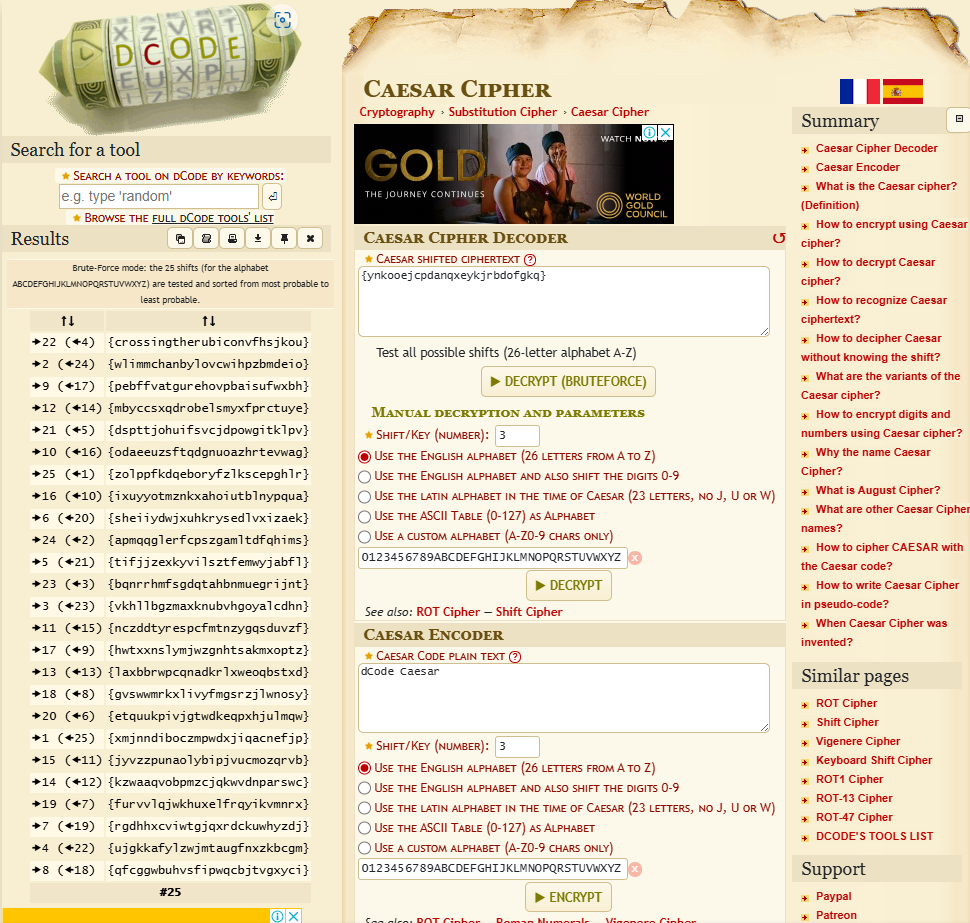 DCODE
Search for a tool
★ Search a tool on dCode by keywords:
e.g. type 'random'
★ Browse the full dCode tools' list
Results
Brute-Force mode: the 25 shifts (for the alphabet
ABCDEFGHIJKLMNOPQRSTUVWXYZ) are tested and sorted from most probable to
least probable.
↑↓ ↑↓
➔22 (←4) {crossingtherubiconvfhsjkou}
➔2 (←24) {wlimmchanbylovcwihpzbmdeio}
➔9 (←17) {pebffvatgurehovpbaisufwxbh}
➔12 (←14) {mbyccsxqdrobelsmyxfprctuye}
➔21 (←5) {dspttjohuifsvcjdpowgitklpv}
➔10 (←16) {odaeeuzsftqdgnuoazhrtevwag}
➔25 (←1) {zolppfkdqeboryfzlkscepghlr}
➔16 (←10) {ixuyyotmznkxahoiutblnypqua}
➔6 (←20) {sheiiydwjxuhkrysedlvxizaek}
➔24 (←2) {apmqqglerfcpszgamltdfqhims}
➔5 (←21) {tifjjzexkyvilsztfemwyjabfl}
➔23 (←3) {bqnrrhmfsgdqtahbnmuegrijnt}
➔3 (←23) {vkhllbgzmaxknubvhgoyalcdhn}
➔11 (←15) {nczddtyrespcfmtnzygqsduvzf}
➔17 (←9) {hwtxxnslymjwzgnhtsakmxoptz}
➔13 (←13) {laxbbrwpcqnadkrlxweoqbstxd}
➔18 (←8) {gvswwmrkxlivyfmgsrzjlwnosy}
➔20 (←6) {etquukpivjgtwdkeqpxhjulmqw}
➔1 (←25) {xmjnndiboczmpwdxjiqacnefjp}
➔15 (←11) {jyvzzpunaolybipjvucmozqrvb}
➔14 (←12) {kzwaaqvobpmzcjqkwvdnparswc}
➔19 (←7) {furvvlqjwkhuxelfrqyikvmnrx}
➔7 (←19) {rgdhhxcviwtgjqxrdckuwhyzdj}
➔4 (←22) {ujgkkafylzwjmtaugfnxzkbcgm}
➔8 (←18) {qfcggwbuhvsfipwqcbjtvgxyci}
#25
Caesar Cipher
Cryptography › Substitution Cipher › Caesar Cipher
WATCH NOW
GOLD
THE JOURNEY CONTINUES
WORLD
GOLD
COUNCIL
Caesar Cipher Decoder
★ Caesar shifted ciphertext ?
{ynkooejcpdanqxeykjrbdofgkq}
Test all possible shifts (26-letter alphabet A-Z)
▶ DECRYPT (BRUTEFORCE)
Manual decryption and parameters
★ Shift/Key (number): 3
Use the English alphabet (26 letters from A to Z)
Use the English alphabet and also shift the digits 0-9
Use the latin alphabet in the time of Caesar (23 letters, no J, U or W)
Use the ASCII Table (0-127) as Alphabet
Use a custom alphabet (A-Z0-9 chars only)
0123456789ABCDEFGHIJKLMNOPQRSTUVWXYZ
▶ DECRYPT
See also: ROT Cipher — Shift Cipher
Caesar Encoder
★ Caesar Code plain text ?
dCode Caesar
★ Shift/Key (number): 3
Use the English alphabet (26 letters from A to Z)
Use the English alphabet and also shift the digits 0-9
Use the latin alphabet in the time of Caesar (23 letters, no J, U or W)
Use the ASCII Table (0-127) as Alphabet
Use a custom alphabet (A-Z0-9 chars only)
0123456789ABCDEFGHIJKLMNOPQRSTUVWXYZ
▶ ENCRYPT
See also: ROT Cipher — Roman Numerals — Vigenere Cipher
Summary
Caesar Cipher Decoder
Caesar Encoder
What is the Caesar cipher?
(Definition)
How to encrypt using Caesar
cipher?
How to decrypt Caesar
cipher?
How to recognize Caesar
ciphertext?
How to decipher Caesar
without knowing the shift?
What are the variants of the
Caesar cipher?
How to encrypt digits and
numbers using Caesar cipher?
Why the name Caesar
Cipher?
What is August Cipher?
What are other Caesar Cipher
names?
How to cipher CAESAR with
the Caesar code?
How to write Caesar Cipher
in pseudo-code?
When Caesar Cipher was
invented?
Similar pages
ROT Cipher
Shift Cipher
Vigenere Cipher
Keyboard Shift Cipher
ROT1 Cipher
ROT-13 Cipher
ROT-47 Cipher
DCODE'S TOOLS LIST
Support
Paypal
Patreon